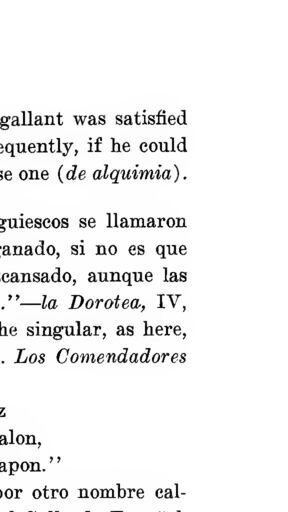 gallant was satisfied
equently, if he could
se one (de alquimia).
guiescos se llamaron
anado, si no es que
cansado, aunque las
.''—la Dorotea, IV,
he singular, as here,
. Los Comendadores
z
alon,
apon.''
por otro nombre cal-